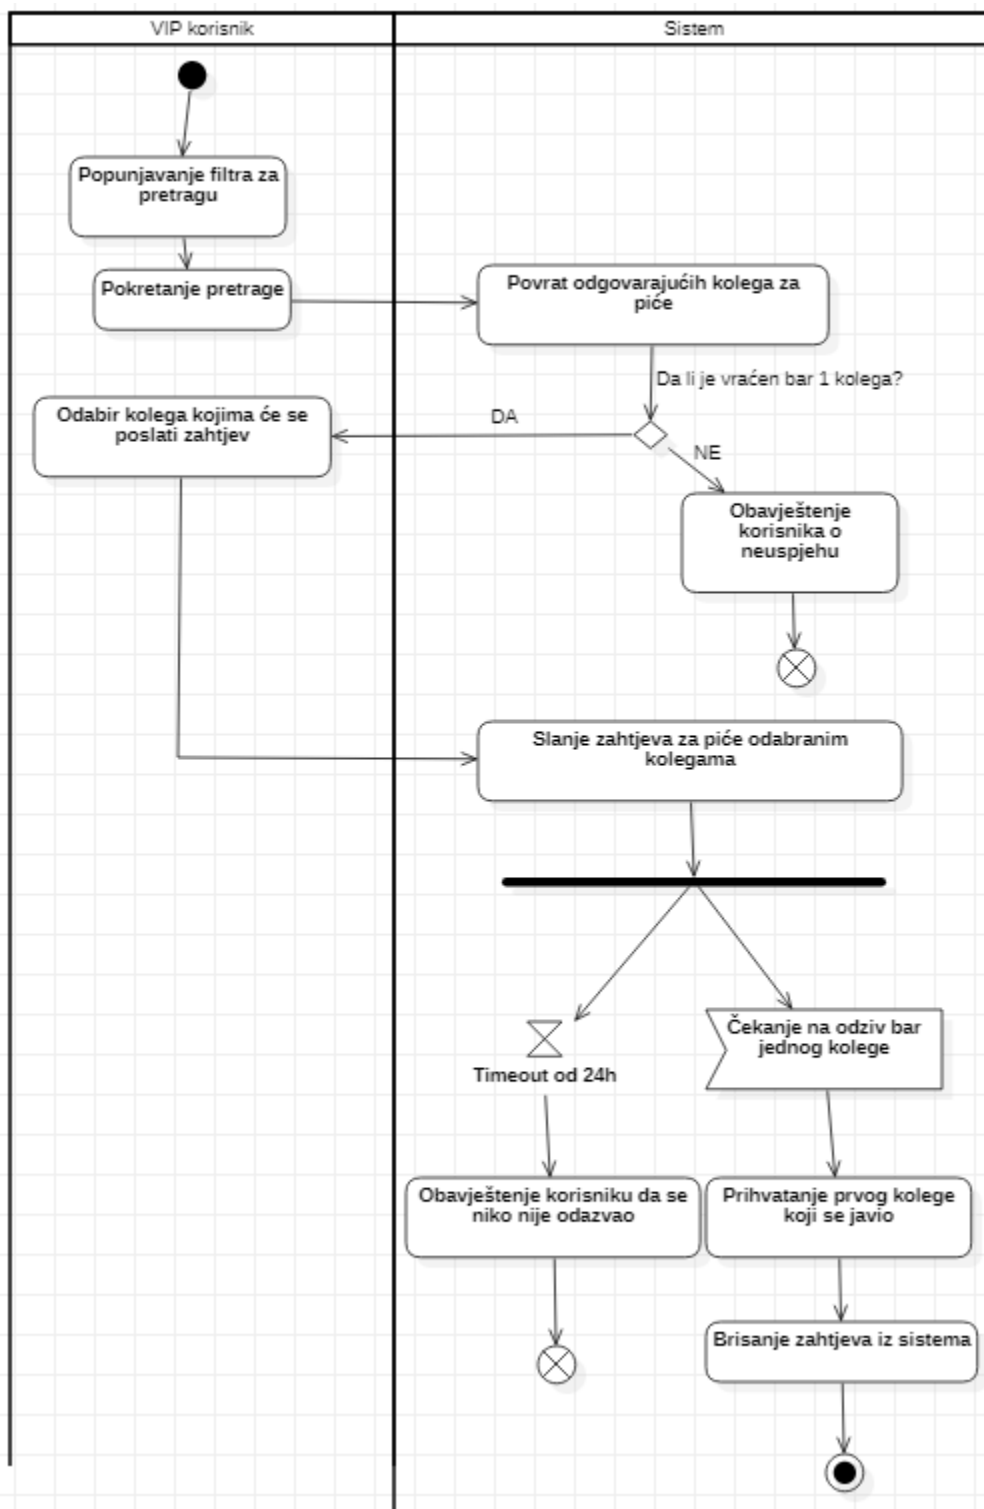 VIP korisnik
Sistem
Popunjavanje filtra za
pretragu
Pokretanje pretrage
Povrat odgovarajućih kolega za
piće
Da li je vraćen bar 1 kolega?
DA
Odabir kolega kojima će se
poslati zahtjev
NE
Obavještenje
korisnika o
neuspjehu
Slanje zahtjeva za piće odabranim
kolegama
Čekanje na odziv bar
jednog kolege
Timeout od 24h
Obavještenje korisniku da se
niko nije odazvao
Prihvatanje prvog kolege
koji se javio
Brisanje zahtjeva iz sistema